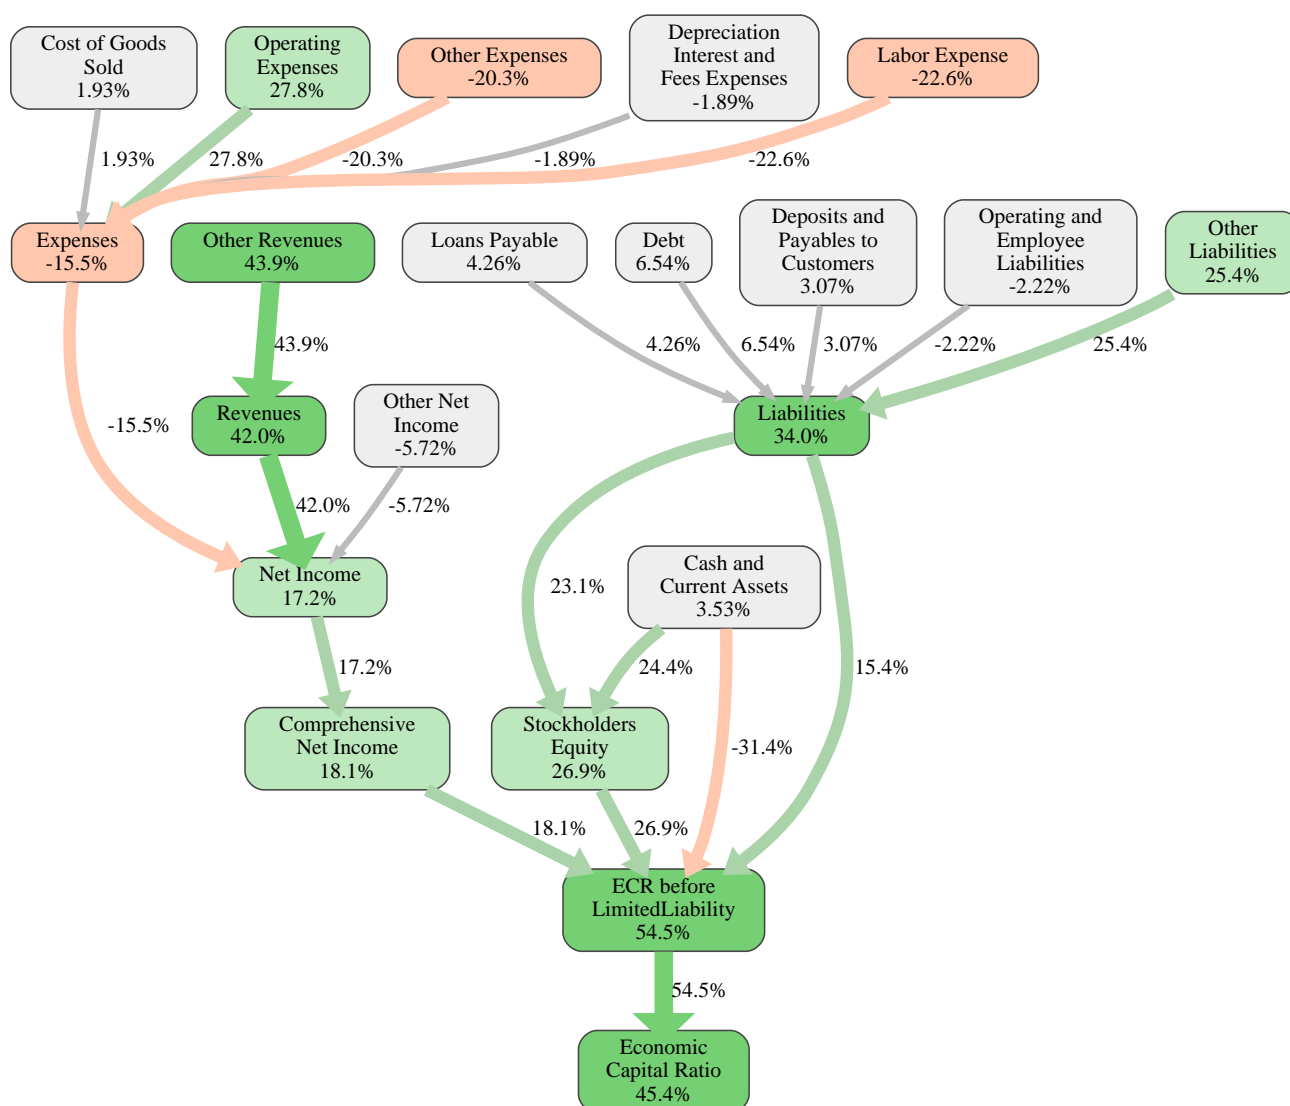 Cost of Goods
Sold
1.93%
Operating
Expenses
27.8%
Other Expenses
-20.3%
Depreciation
Interest and
Fees Expenses
-1.89%
Labor Expense
-22.6%
1.93%
27.8%
-20.3%
-1.89%
-22.6%
Expenses
-15.5%
Other Revenues
43.9%
Loans Payable
4.26%
Debt
6.54%
Deposits and
Payables to
Customers
3.07%
Operating and
Employee
Liabilities
-2.22%
Other
Liabilities
25.4%
43.9%
4.26%
6.54%
3.07%
-2.22%
25.4%
-15.5%
Revenues
42.0%
Other Net
Income
-5.72%
Liabilities
34.0%
42.0%
-5.72%
Net Income
17.2%
23.1%
Cash and
Current Assets
3.53%
17.2%
24.4%
15.4%
Comprehensive
Net Income
18.1%
Stockholders
Equity
26.9%
-31.4%
18.1%
26.9%
ECR before
LimitedLiability
54.5%
54.5%
Economic
Capital Ratio
45.4%